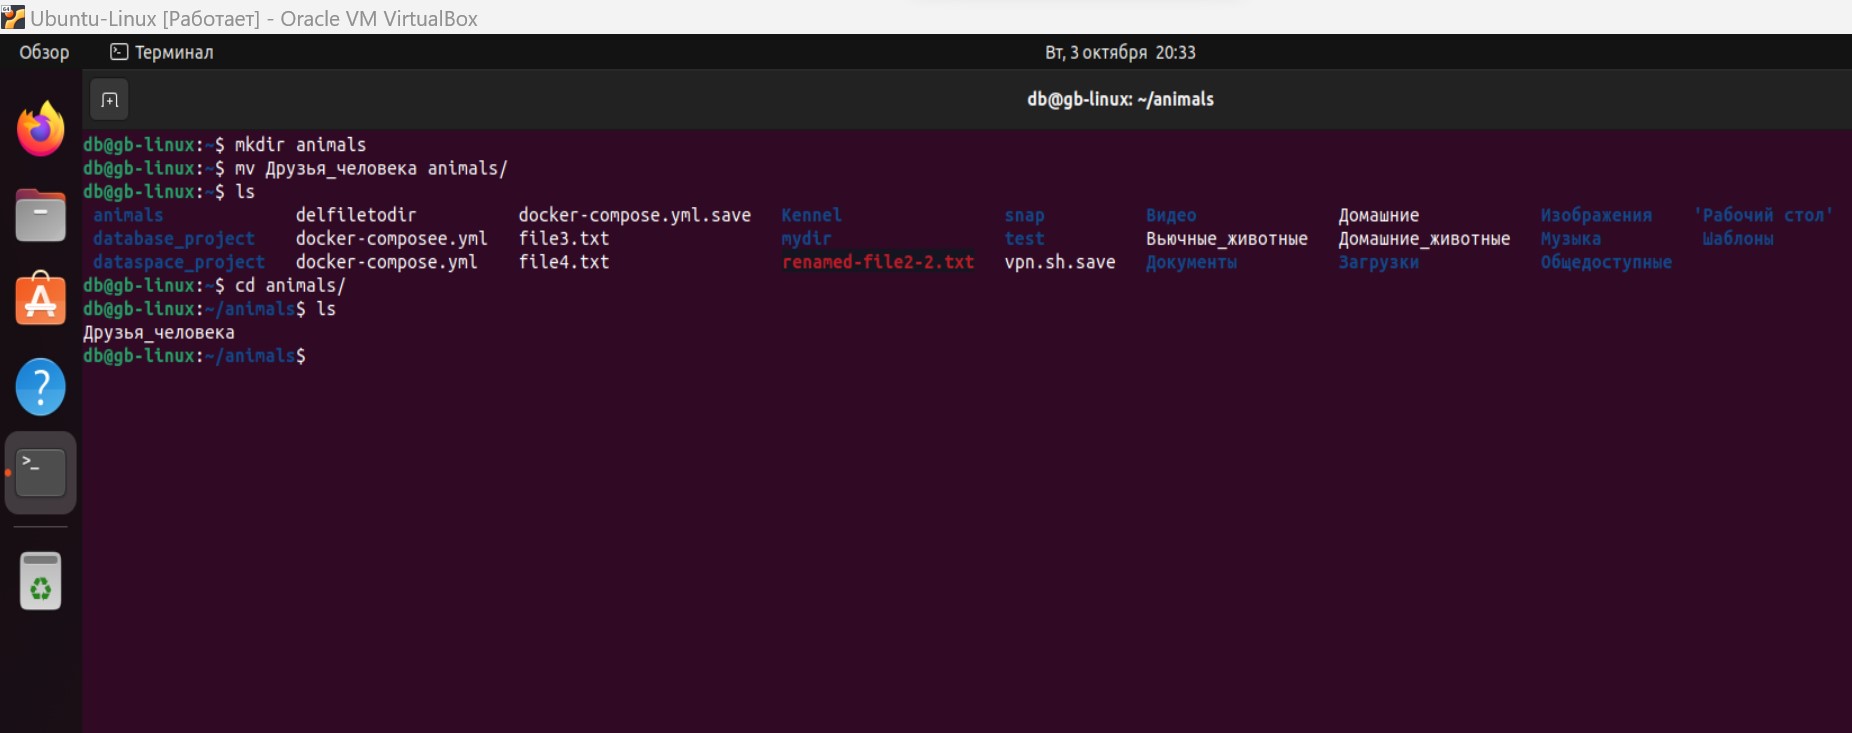 Ubuntu-Linux [Работает] - Oracle VM VirtualBox
Обзор Терминал Вт, 3 октября 20:33
db@gb-linux: ~/animals
db@gb-linux:~$ mkdir animals
db@gb-linux:~$ mv Друзья_человека animals/
db@gb-linux:~$ ls
animals delfiletodir docker-compose.yml.save Kennel snap Видео Домашние Изображения 'Рабочий стол'
database_project docker-composee.yml file3.txt mydir test Вьючные_животные Домашние_животные Музыка Шаблоны
dataspace_project docker-compose.yml file4.txt renamed-file2-2.txt vpn.sh.save Документы Загрузки Общедоступные
db@gb-linux:~$ cd animals/
db@gb-linux:~/animals$ ls
Друзья_человека
db@gb-linux:~/animals$